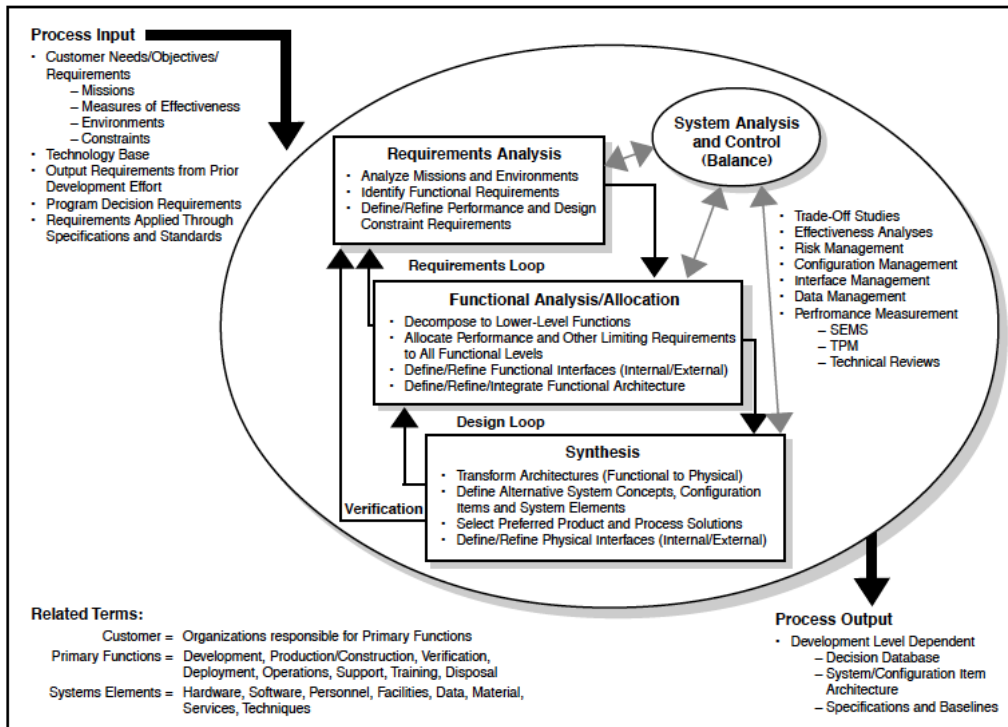 Process Input
· Customer Needs/Objectives/
Requirements
– Missions
– Measures of Effectiveness
– Environments
– Constraints
· Technology Base
· Output Requirements from Prior
Development Effort
· Program Decision Requirements
· Requirements Applied Through
Specifications and Standards
System Analysis
and Control
(Balance)
Requirements Analysis
· Analyze Missions and Environments
· Identify Functional Requirements
· Define/Refine Performance and Design
Constraint Requirements
· Trade-Off Studies
· Effectiveness Analyses
· Risk Management
· Configuration Management
· Interface Management
· Data Management
· Perfromance Measurement
– SEMS
– TPM
– Technical Reviews
Requirements Loop
Functional Analysis/Allocation
· Decompose to Lower-Level Functions
· Allocate Performance and Other Limiting Requirements
to All Functional Levels
· Define/Refine Functional Interfaces (Internal/External)
· Define/Refine/Integrate Functional Architecture
Design Loop
Synthesis
· Transform Architectures (Functional to Physical)
· Define Alternative System Concepts, Configuration
Items and System Elements
· Select Preferred Product and Process Solutions
· Define/Refine Physical Interfaces (Internal/External)
Verification
Related Terms:
Customer = Organizations responsible for Primary Functions
Primary Functions = Development, Production/Construction, Verification,
Deployment, Operations, Support, Training, Disposal
Systems Elements = Hardware, Software, Personnel, Facilities, Data, Material,
Services, Techniques
Process Output
· Development Level Dependent
– Decision Database
– System/Configuration Item
Architecture
– Specifications and Baselines